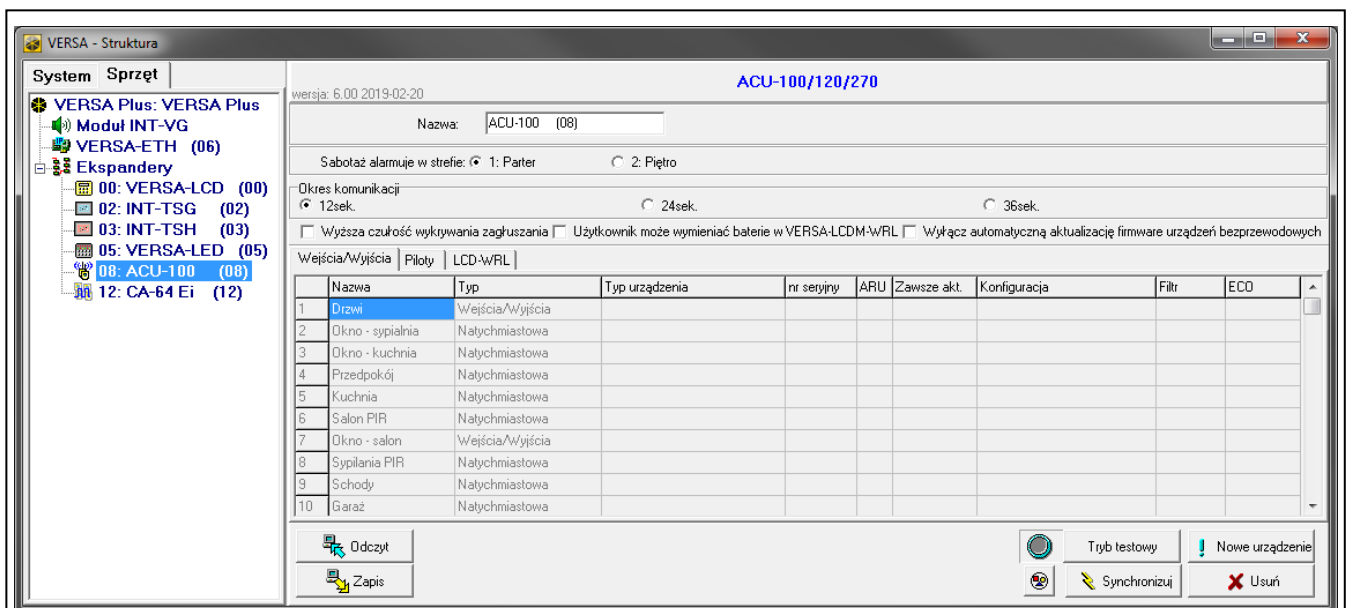 VERSA - Struktura
System Sprzęt
VERSA Plus: VERSA Plus
Moduł INT-VG
VERSA-ETH (06)
Ekspandery
00: VERSA-LCD (00)
02: INT-TSG (02)
03: INT-TSH (03)
05: VERSA-LED (05)
08: ACU-100 (08)
12: CA-64 Ei (12)
ACU-100/120/270
wersja: 6.00 2019-02-20
Nazwa: ACU-100 (08)
Sabotaż alarmuje w strefie: 1: Parter 2: Piętro
Okres komunikacji
12sek. 24sek. 36sek.
Wyższa czułość wykrywania zagłuszania Użytkownik może wymieniać baterie w VERSA-LCDM-WRL Wyłącz automatyczną aktualizację firmware urządzeń bezprzewodowych
Wejścia/Wyjścia Piloty LCD-WRL
Nazwa Typ Typ urządzenia nr seryjny ARU Zawsze akt. Konfiguracja Filtr ECO
1 Drzwi Wejścia/Wyjścia
2 Okno - sypialnia Natychmiastowa
3 Okno - kuchnia Natychmiastowa
4 Przedpokój Natychmiastowa
5 Kuchnia Natychmiastowa
6 Salon PIR Natychmiastowa
7 Okno - salon Wejścia/Wyjścia
8 Sypilania PIR Natychmiastowa
9 Schody Natychmiastowa
10 Garaż Natychmiastowa
Odczyt Tryb testowy Nowe urządzenie
Zapis Synchronizuj Usuń